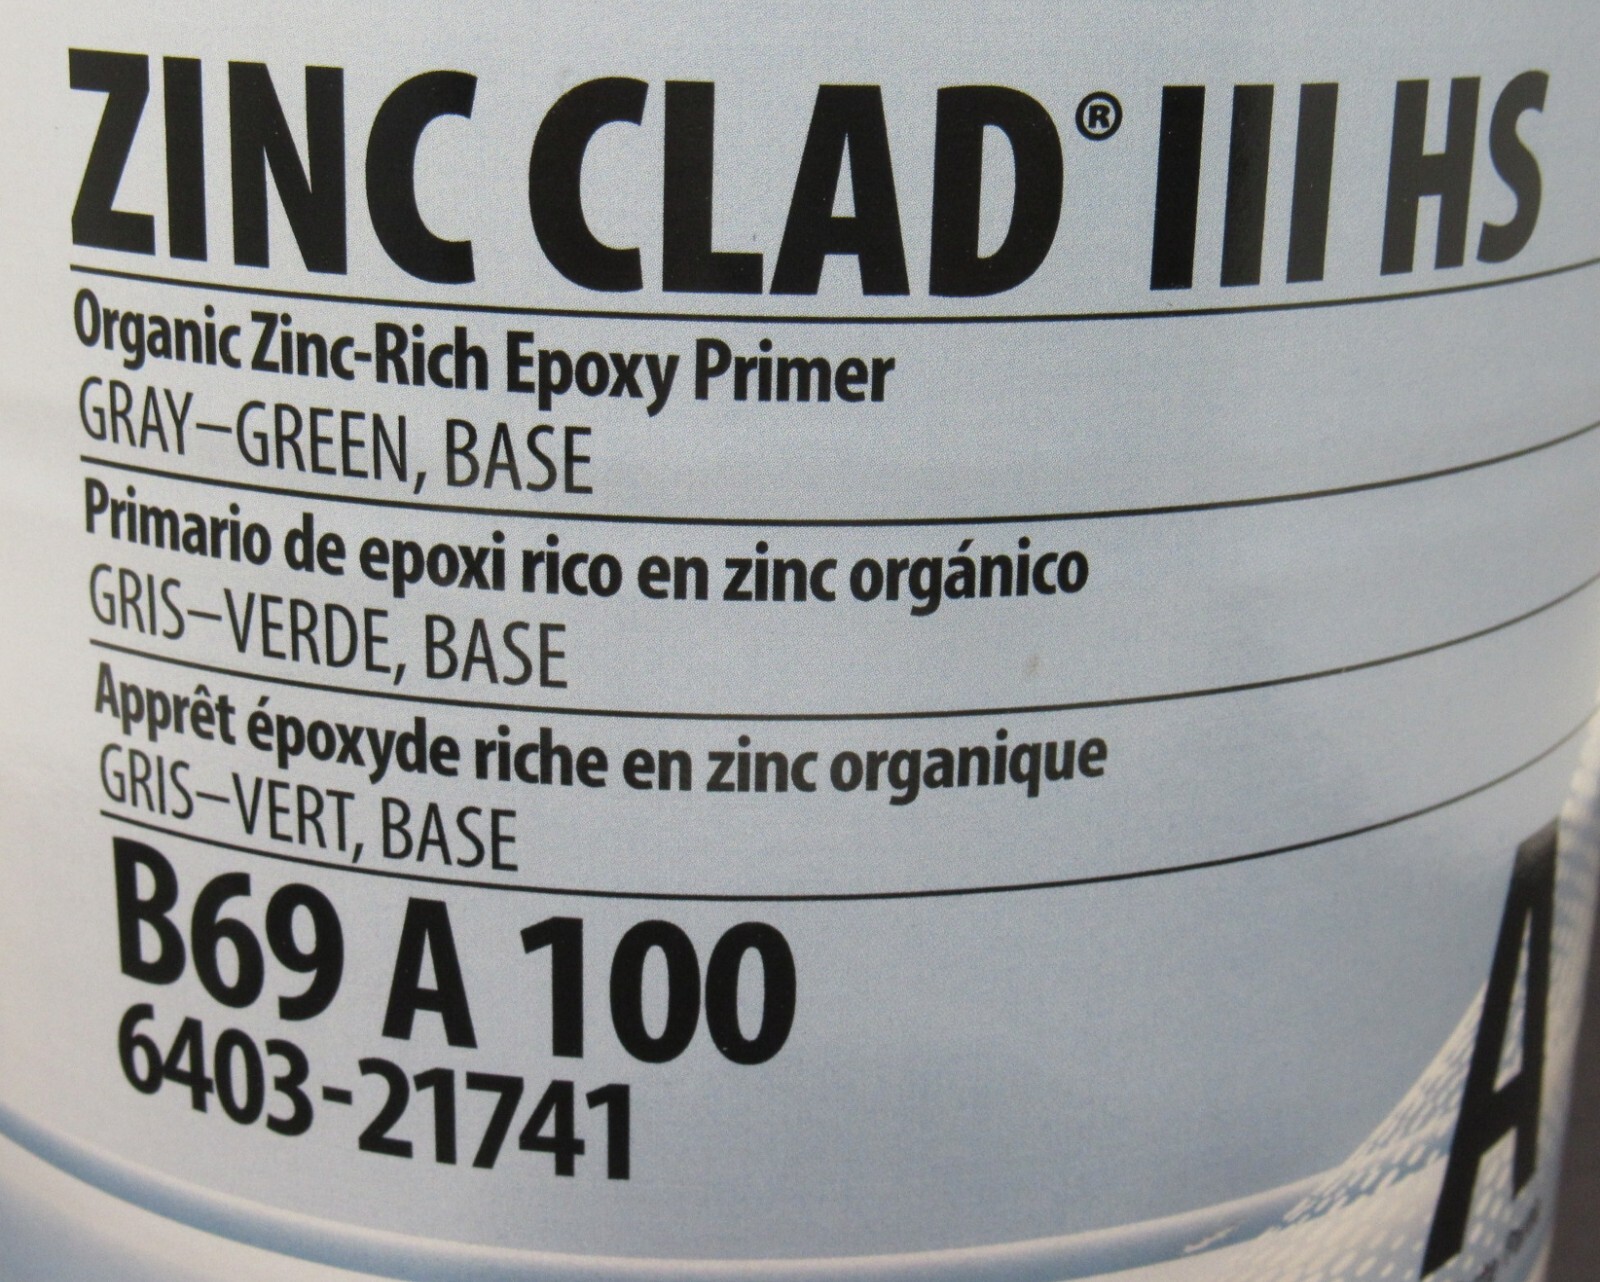 ZINC CLAD® III HS
Organic Zinc-Rich Epoxy Primer
GRAY–GREEN, BASE
Primario de epoxi rico en zinc orgánico
GRIS–VERDE, BASE
Apprêt époxyde riche en zinc organique
GRIS–VERT, BASE
B69 A 100
6403-21741
A